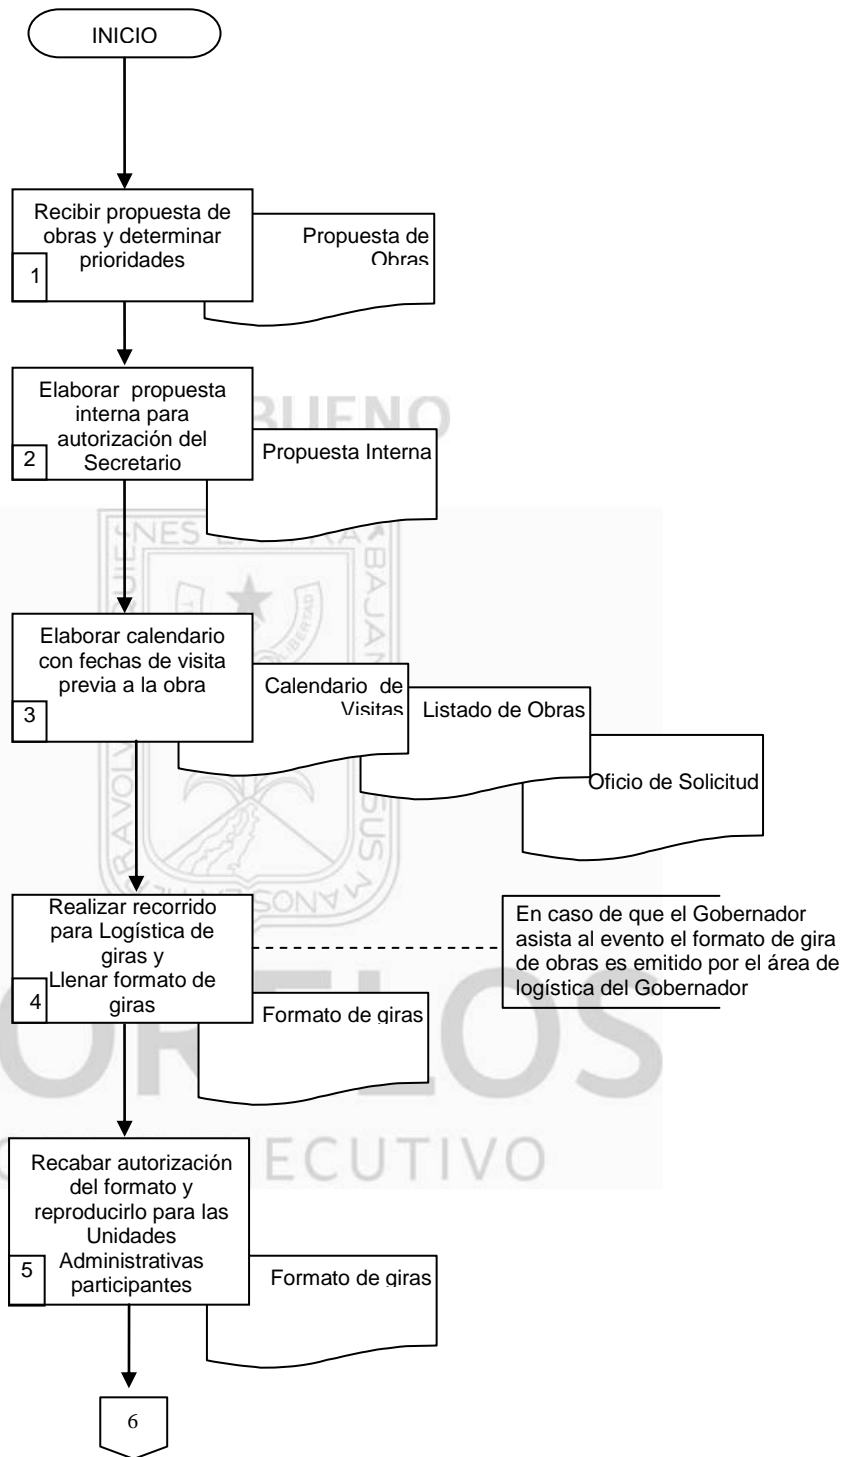 INICIO
Recibir propuesta de
obras y determinar
prioridades
1
Propuesta de
Obras
Elaborar propuesta
interna para
autorización del
Secretario
2
Propuesta Interna
BUENO
Elaborar calendario
con fechas de visita
previa a la obra
3
Calendario de
Visitas
Listado de Obras
Oficio de Solicitud
Realizar recorrido
para Logística de
giras y
Llenar formato de
giras
4
Formato de giras
En caso de que el Gobernador
asista al evento el formato de gira
de obras es emitido por el área de
logística del Gobernador
Recabar autorización
del formato y
reproducirlo para las
Unidades
Administrativas
participantes
5
Formato de giras
6